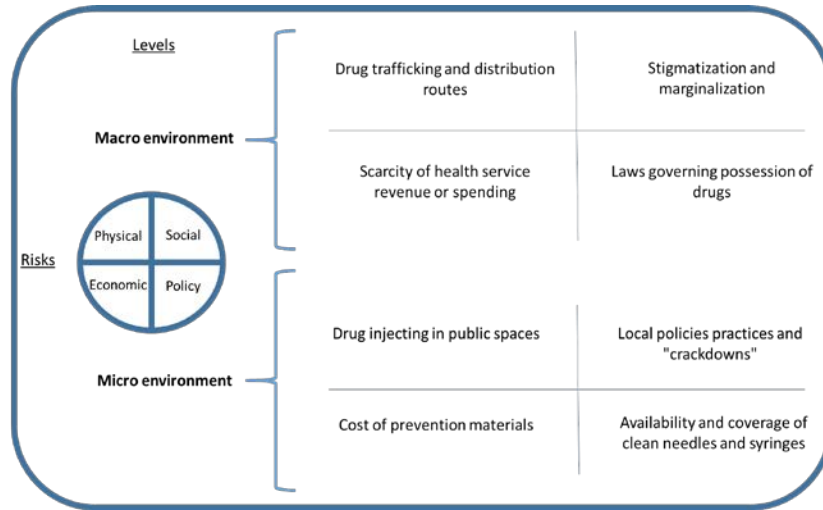 Levels
Drug trafficking and distribution
routes
Stigmatization and
marginalization
Macro environment
Scarcity of health service
revenue or spending
Laws governing possession of
drugs
Physical
Social
Risks
Economic
Policy
Drug injecting in public spaces
Local policies practices and
"crackdowns"
Micro environment
Cost of prevention materials
Availability and coverage of
clean needles and syringes